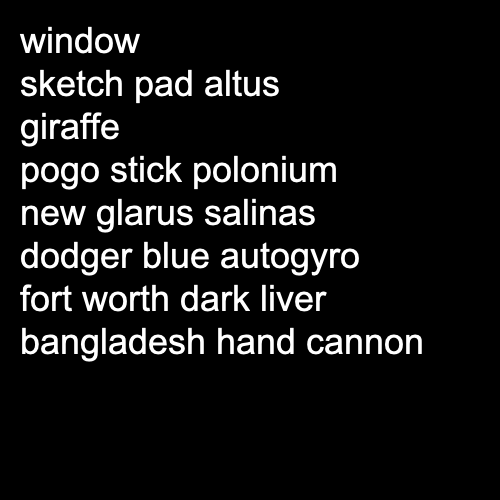 window
sketch pad altus
giraffe
pogo stick polonium
new glarus salinas
dodger blue autogyro
fort worth dark liver
bangladesh hand cannon